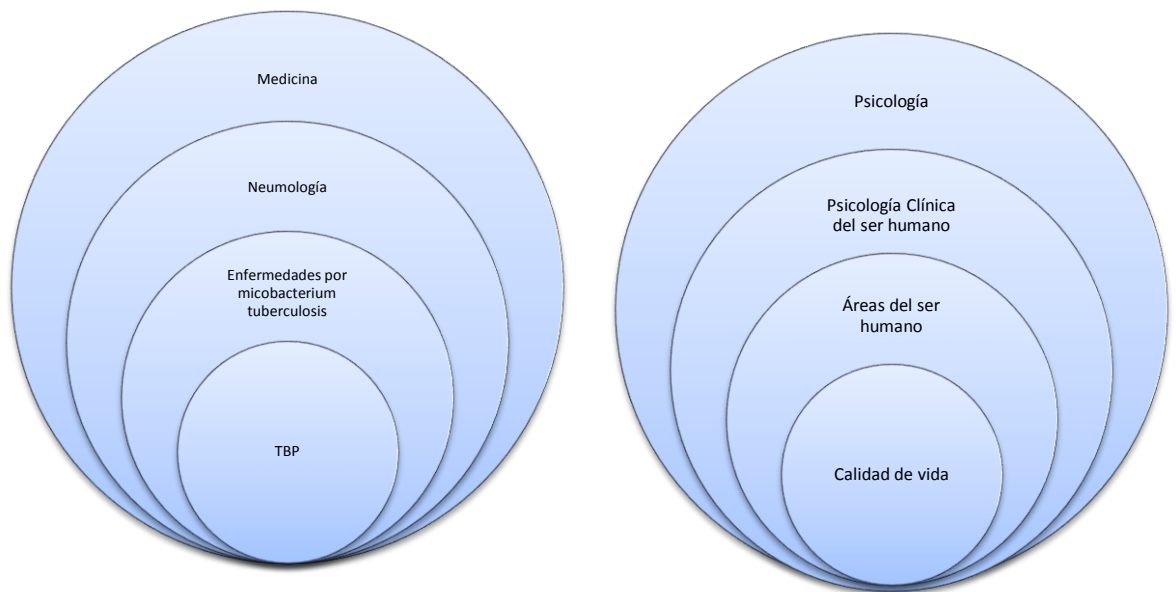 Medicina
Neumología
Enfermedades por
micobacterium
tuberculosis
TBP
Psicología
Psicología Clínica
del ser humano
Áreas del ser
humano
Calidad de vida